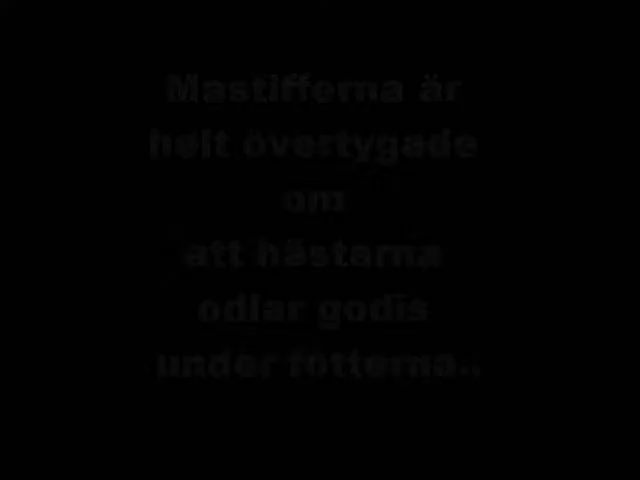 Mastifferna är
helt övertygade
om
att hästarna
odlar godis
under fötterna..